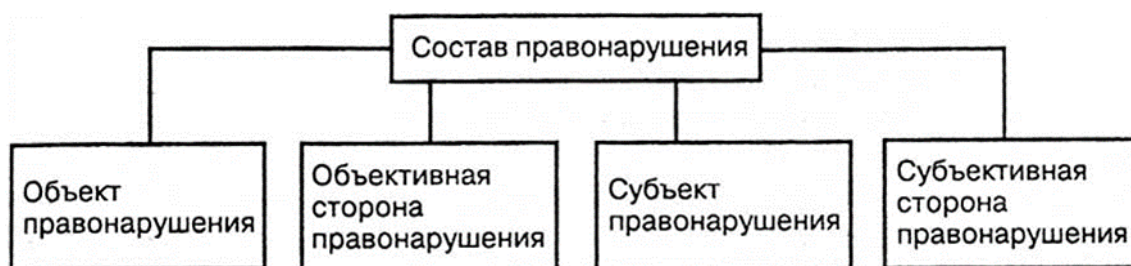 Состав правонарушения
Объект
правонарушения
Объективная
сторона
правонарушения
Субъект
правонарушения
Субъективная
сторона
правонарушения